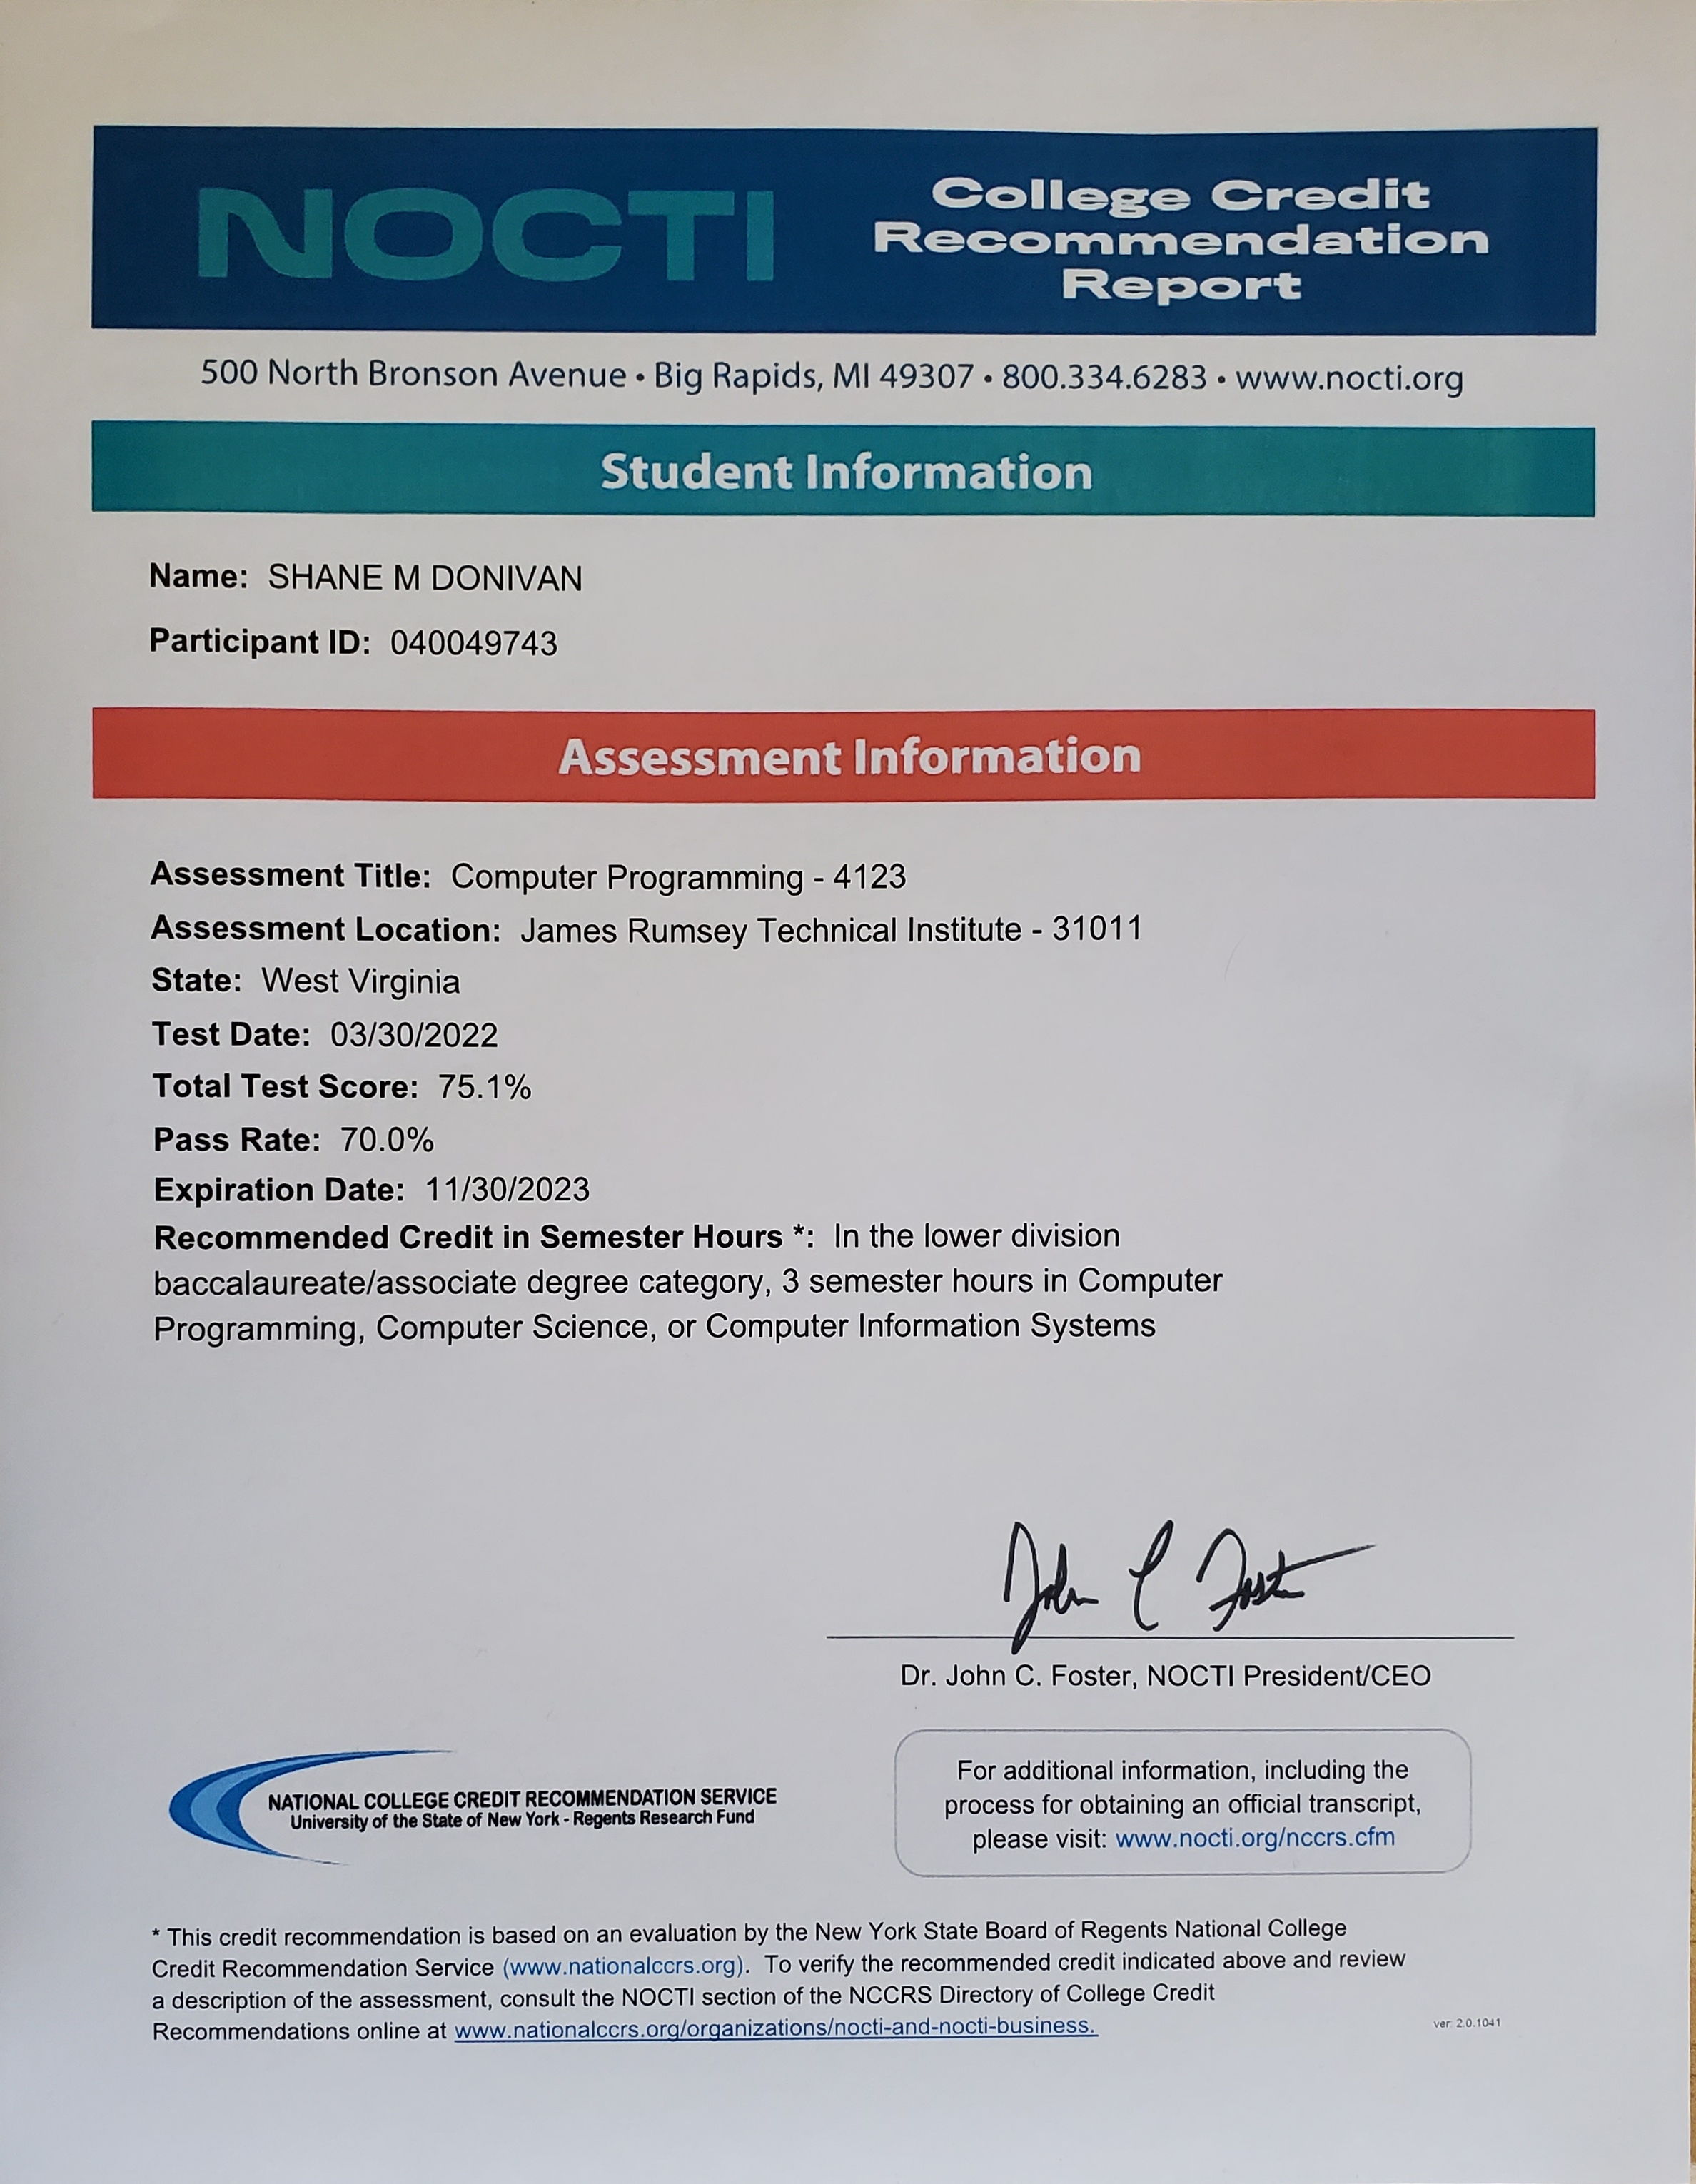 NOCTI
College Credit
Recommendation
Report
500 North Bronson Avenue • Big Rapids, MI 49307 • 800.334.6283 • www.nocti.org
Student Information
Name: SHANE M DONIVAN
Participant ID: 040049743
Assessment Information
Assessment Title: Computer Programming - 4123
Assessment Location: James Rumsey Technical Institute - 31011
State: West Virginia
Test Date: 03/30/2022
Total Test Score: 75.1%
Pass Rate: 70.0%
Expiration Date: 11/30/2023
Recommended Credit in Semester Hours *: In the lower division
baccalaureate/associate degree category, 3 semester hours in Computer
Programming, Computer Science, or Computer Information Systems
John C Foster
Dr. John C. Foster, NOCTI President/CEO
NATIONAL COLLEGE CREDIT RECOMMENDATION SERVICE
University of the State of New York - Regents Research Fund
For additional information, including the
process for obtaining an official transcript,
please visit: www.nocti.org/nccrs.cfm
* This credit recommendation is based on an evaluation by the New York State Board of Regents National College
Credit Recommendation Service (www.nationalccrs.org). To verify the recommended credit indicated above and review
a description of the assessment, consult the NOCTI section of the NCCRS Directory of College Credit
Recommendations online at www.nationalccrs.org/organizations/nocti-and-nocti-business.
ver: 2.0.1041